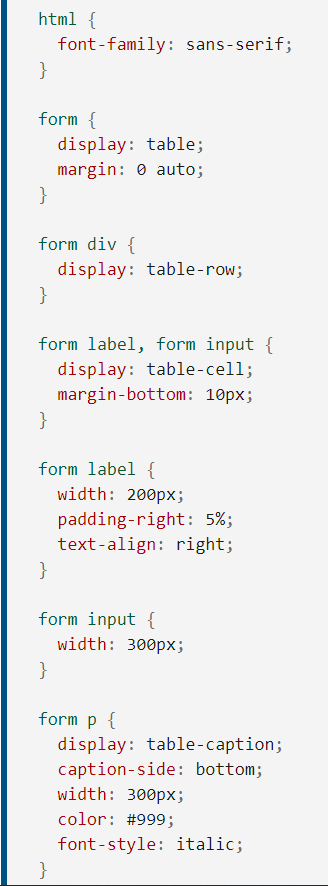 html {
  font-family: sans-serif;
}

form {
  display: table;
  margin: 0 auto;
}

form div {
  display: table-row;
}

form label, form input {
  display: table-cell;
  margin-bottom: 10px;
}

form label {
  width: 200px;
  padding-right: 5%;
  text-align: right;
}

form input {
  width: 300px;
}

form p {
  display: table-caption;
  caption-side: bottom;
  width: 300px;
  color: #999;
  font-style: italic;
}